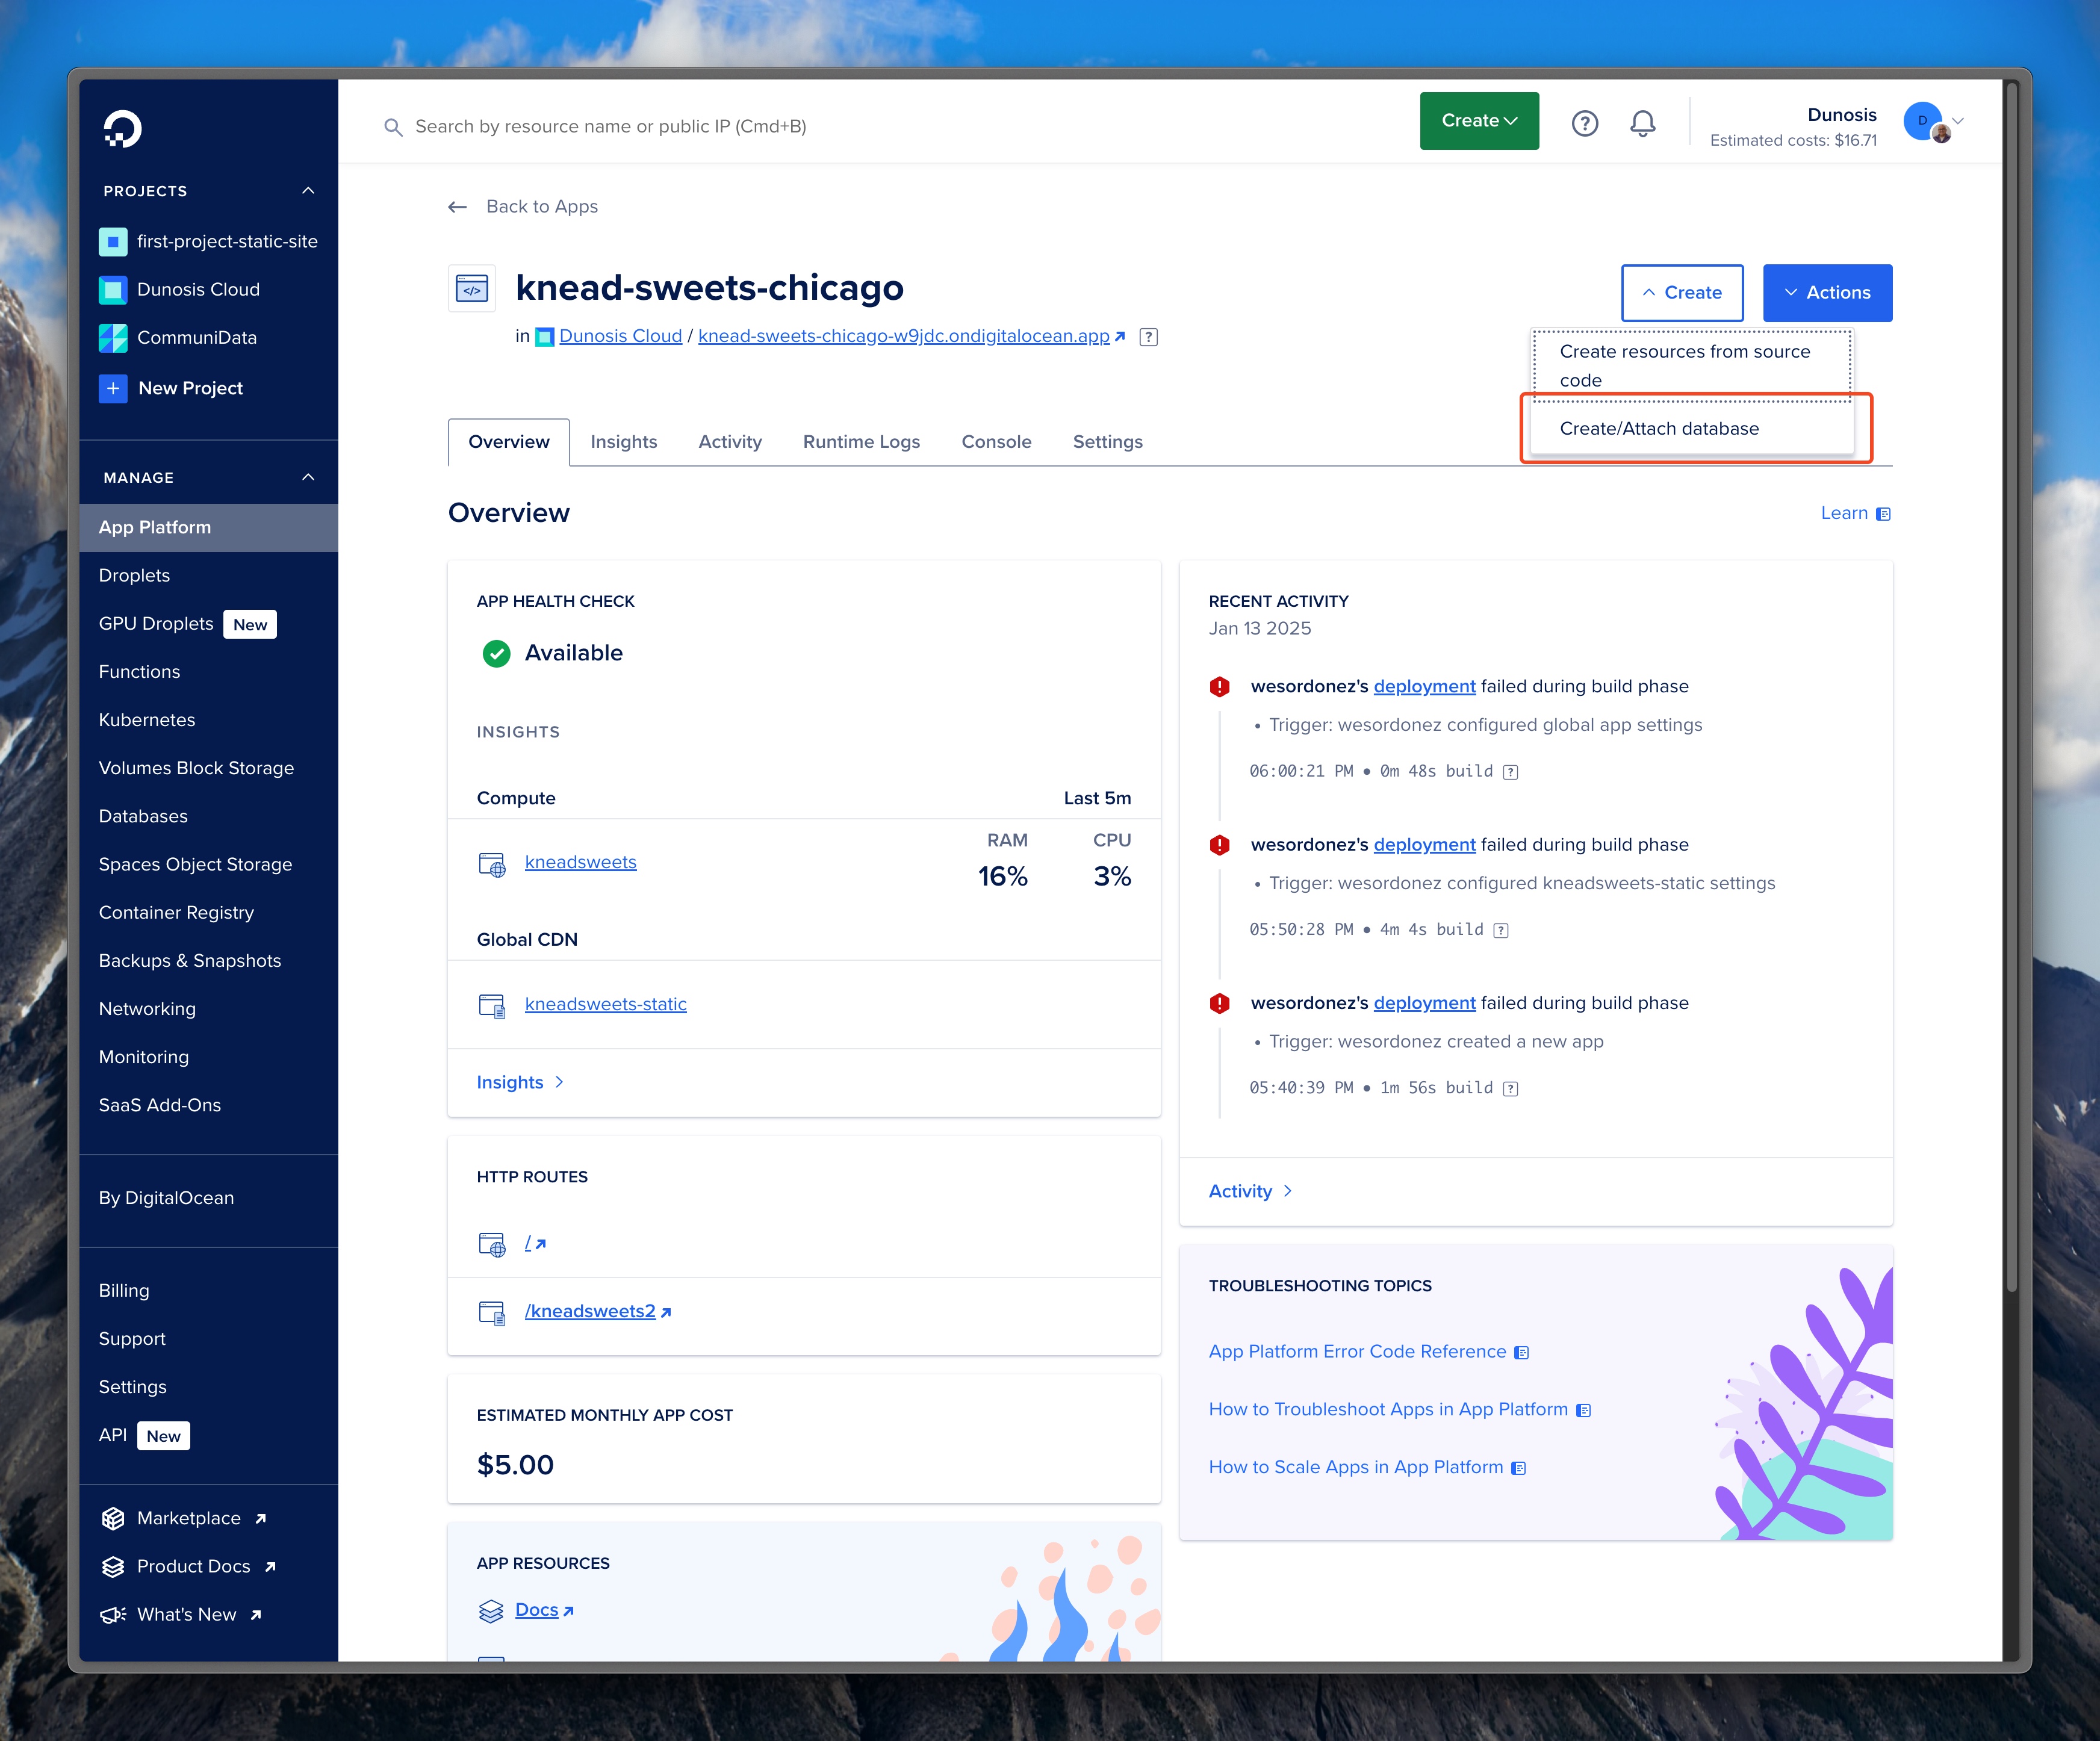 PROJECTS
first-project-static-site
Dunosis Cloud
CommuniData
+ New Project
MANAGE
App Platform
Droplets
GPU Droplets New
Functions
Kubernetes
Volumes Block Storage
Databases
Spaces Object Storage
Container Registry
Backups & Snapshots
Networking
Monitoring
SaaS Add-Ons
By DigitalOcean
Billing
Support
Settings
API New
Marketplace
Product Docs
What's New
Search by resource name or public IP (Cmd+B)
Create
?
Dunosis
Estimated costs: $16.71
D
Back to Apps
</>
knead-sweets-chicago
in Dunosis Cloud / knead-sweets-chicago-w9jdc.ondigitalocean.app ?
Create
Actions
Create resources from source
code
Create/Attach database
Overview
Insights
Activity
Runtime Logs
Console
Settings
Overview
Learn
APP HEALTH CHECK
Available
INSIGHTS
Compute Last 5m
RAM CPU
kneadsweets 16% 3%
Global CDN
kneadsweets-static
Insights
HTTP ROUTES
/
/kneadsweets2
ESTIMATED MONTHLY APP COST
$5.00
APP RESOURCES
Docs
RECENT ACTIVITY
Jan 13 2025
wesordonez's deployment failed during build phase
• Trigger: wesordonez configured global app settings
06:00:21 PM • 0m 48s build ?
wesordonez's deployment failed during build phase
• Trigger: wesordonez configured kneadsweets-static settings
05:50:28 PM • 4m 4s build ?
wesordonez's deployment failed during build phase
• Trigger: wesordonez created a new app
05:40:39 PM • 1m 56s build ?
Activity
TROUBLESHOOTING TOPICS
App Platform Error Code Reference
How to Troubleshoot Apps in App Platform
How to Scale Apps in App Platform